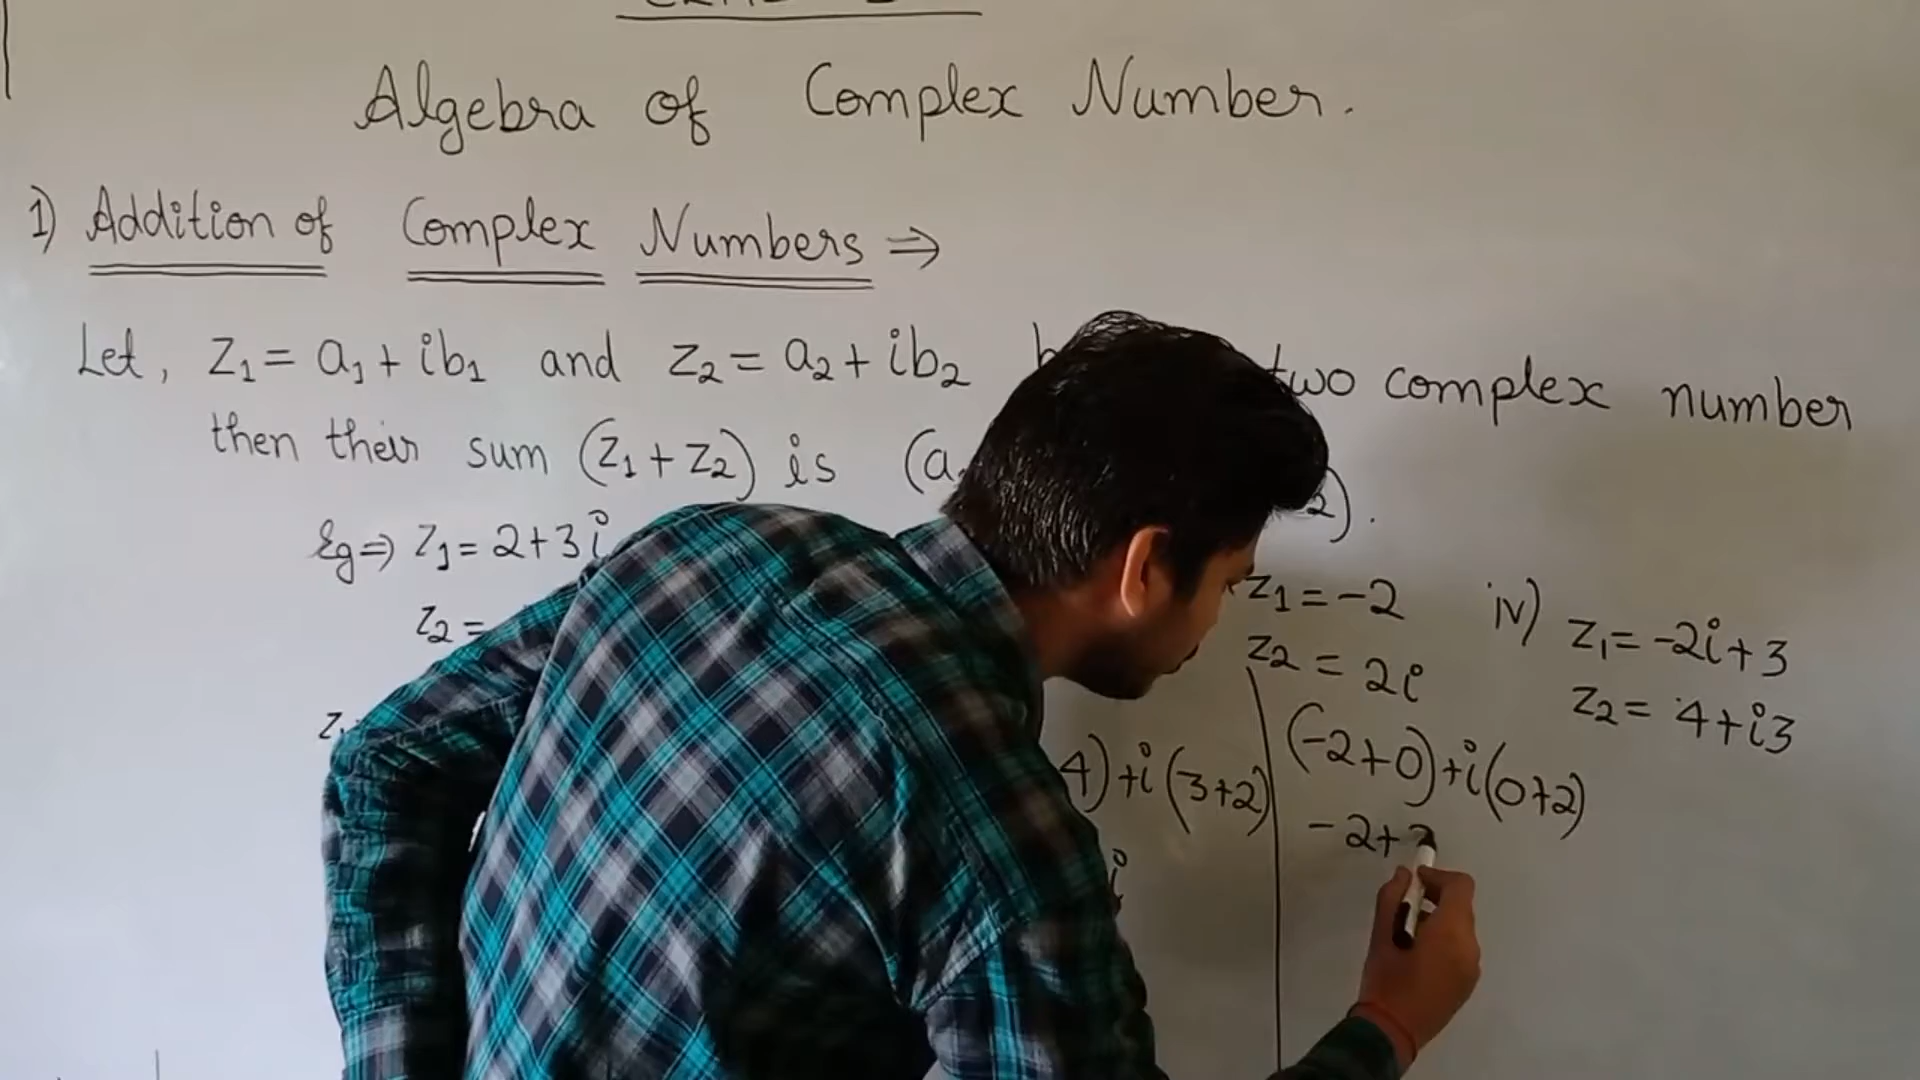 Algebra of Complex Number.
1) Addition of Complex Numbers ⇒
Let, z₁ = a₁ + ib₁ and z₂ = a₂ + ib₂ two complex number
then their sum (z₁ + z₂) is (a 2).
Eg ⇒ z₁ = 2+3i
z₂ =
z₁ = -2
z₂ = 2i
4) + i (3+2)
i
(-2+0) + i(0+2)
-2+2
iv) z₁ = -2i+3
z₂ = 4+i3